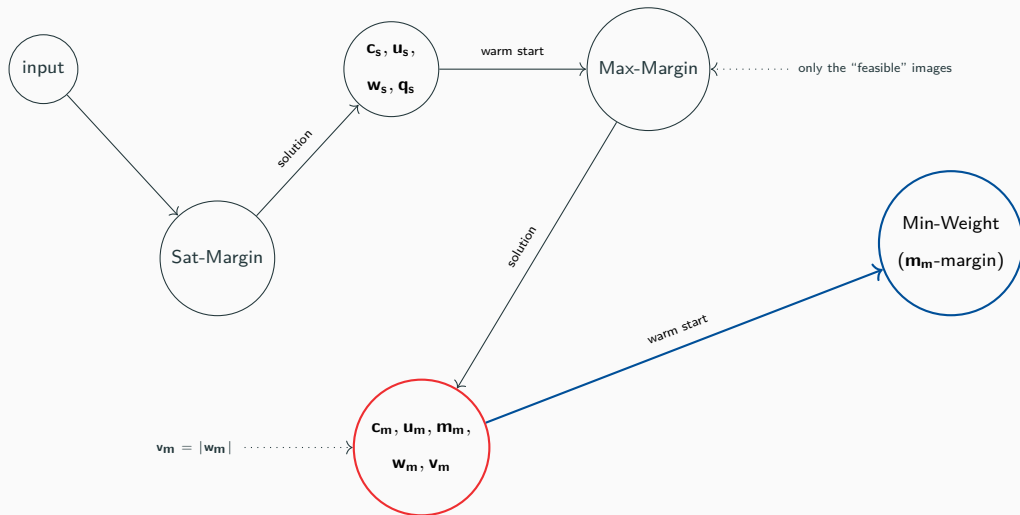 input
c_s, u_s,
w_s, q_s
warm start
Max-Margin
only the “feasible” images
solution
Sat-Margin
solution
Min-Weight
(m_m-margin)
warm start
v_m = |w_m|
c_m, u_m, m_m,
w_m, v_m